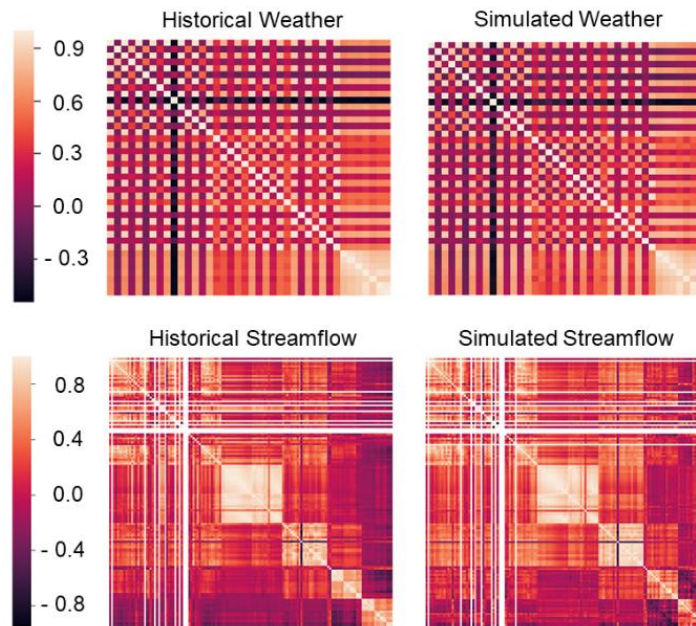 Historical Weather
Simulated Weather
0.9
0.6
0.3
0.0
- 0.3
Historical Streamflow
Simulated Streamflow
0.8
0.4
0.0
- 0.4
- 0.8